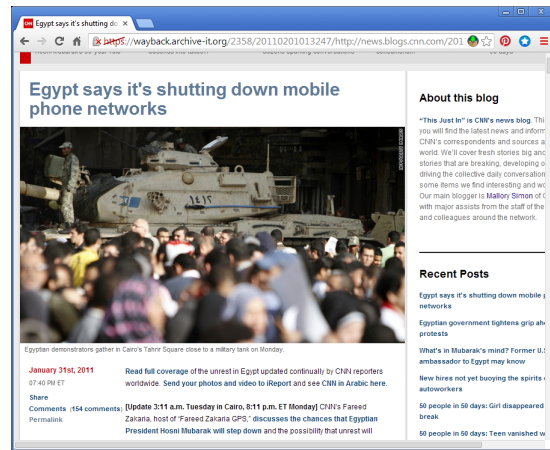 Egypt says it's shutting do
https://wayback.archive-it.org/2358/20110201013247/http://news.blogs.cnn.com/201
Egypt says it's shutting down mobile
phone networks
١٤١٢
Egyptian demonstrators gather in Cairo's Tahrir Square close to a military tank on Monday.
January 31st, 2011
07:40 PM ET
Share
Comments (154 comments)
Permalink
Read full coverage of the unrest in Egypt updated continually by CNN reporters
worldwide. Send your photos and video to iReport and see CNN in Arabic here.
[Update 3:11 a.m. Tuesday in Cairo, 8:11 p.m. ET Monday] CNN's Fareed
Zakaria, host of "Fareed Zakaria GPS," discusses the chances that Egyptian
President Hosni Mubarak will step down and the possibility that unrest will
About this blog
"This Just In" is CNN's news blog. Thi
you will find the latest news and inform
CNN's correspondents and sources a
world. We'll cover fresh stories big and
stories that are breaking, developing o
driving the collective daily conversation
some items we find interesting and wo
Our main blogger is Mallory Simon of C
with major assists from the staff of the
and colleagues around the network.
Recent Posts
Egypt says it's shutting down mobile p
networks
Egyptian government tightens grip ahe
protests
What's in Mubarak's mind? Former U.S
ambassador to Egypt may know
New hires not yet buoying the spirits o
autoworkers
50 people in 50 days: Girl disappeared
break
50 people in 50 days: Teen vanished w